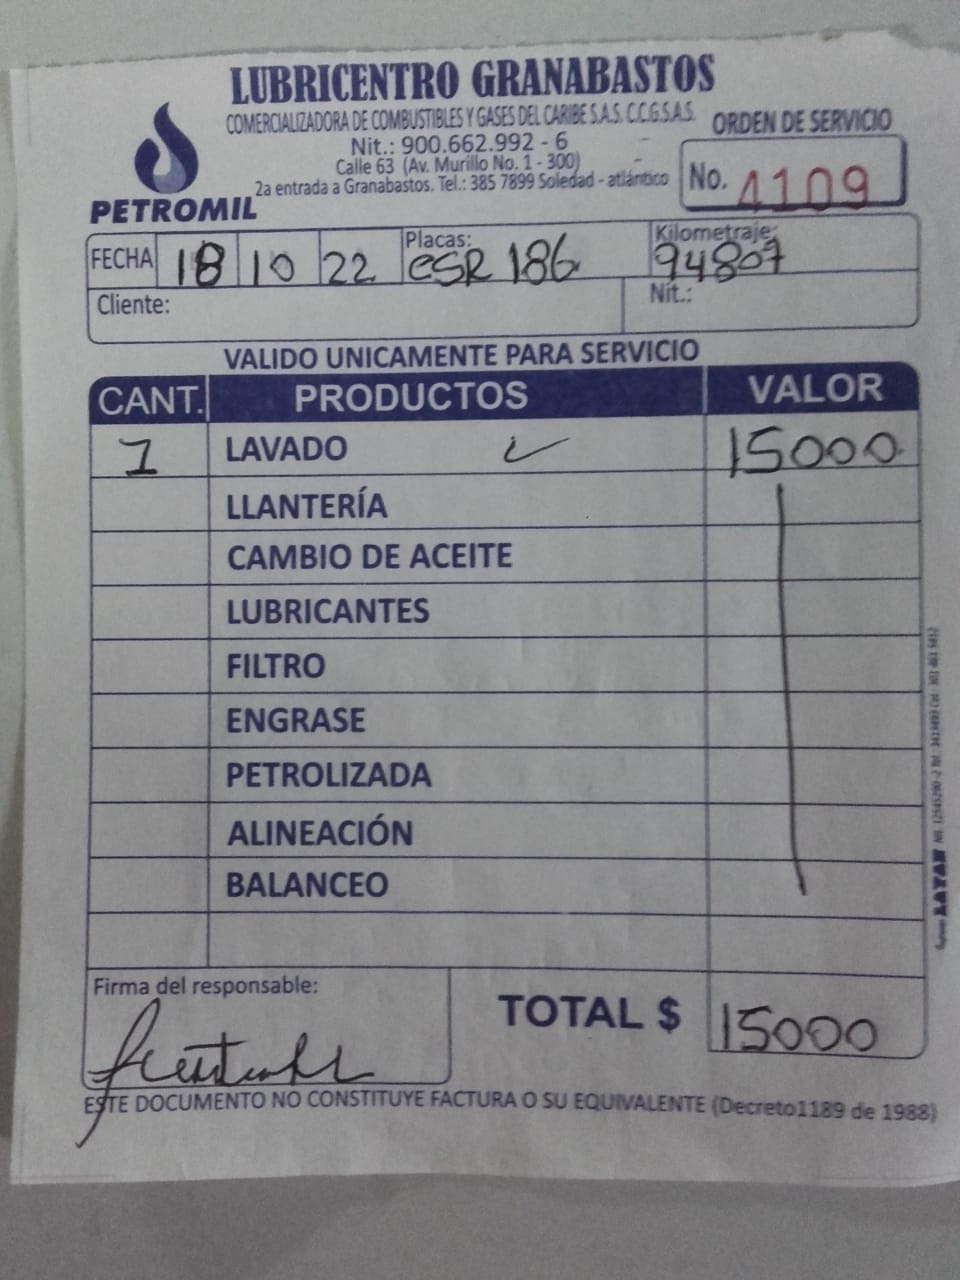 LUBRICENTRO GRANABASTOS
COMERCIALIZADORA DE COMBUSTIBLES Y GASES DEL CARIBE S.A.S. C.C.G.S.A.S.
Nit.: 900.662.992 - 6
Calle 63 (Av. Murillo No. 1 - 300)
2a entrada a Granabastos. Tel.: 385 7899 Soledad - atlántico
PETROMIL
ORDEN DE SERVICIO
No. 4109
FECHA 18 10 22 Placas: eSR 186 Kilometraje: 94807
Cliente: Nit.:
VALIDO UNICAMENTE PARA SERVICIO
CANT. PRODUCTOS VALOR
1 LAVADO 15000
LLANTERÍA
CAMBIO DE ACEITE
LUBRICANTES
FILTRO
ENGRASE
PETROLIZADA
ALINEACIÓN
BALANCEO
Firma del responsable:
TOTAL $ 15000
ESTE DOCUMENTO NO CONSTITUYE FACTURA O SU EQUIVALENTE (Decreto1189 de 1988)